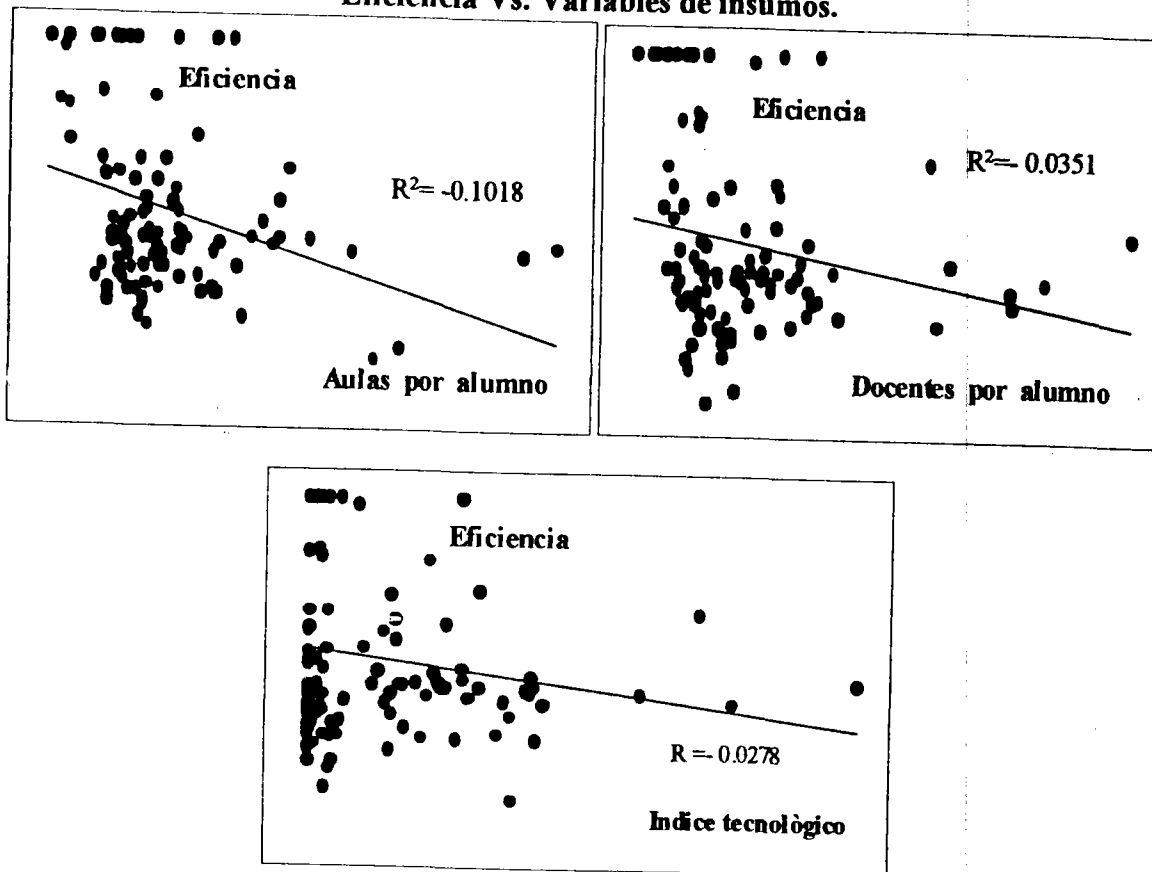 Eficiencia Vs. Variables de insumos.
Eficiencia
R²= -0.1018
Aulas por alumno
Eficiencia
R²=- 0.0351
Docentes por alumno
Eficiencia
R =- 0.0278
Indice tecnològico